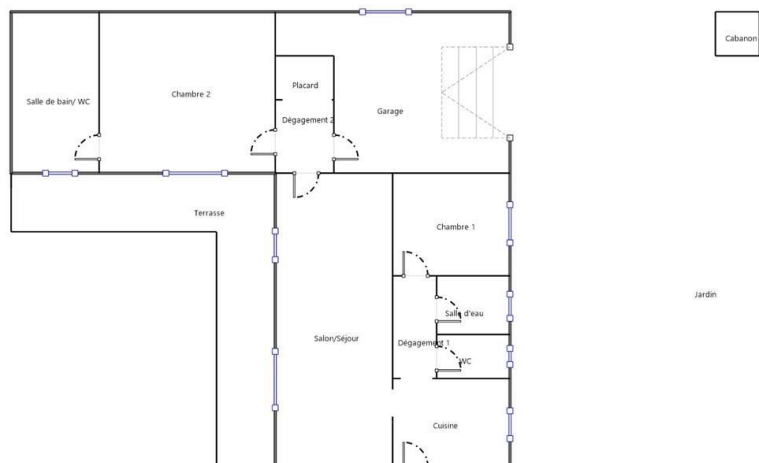 Cabanon
Placard
Chambre 2
Salle de bain/ WC
Garage
Dégagement 2
Terrasse
Chambre 1
Jardin
Salle d'eau
Salon/Séjour
Dégagement 1
WC
Cuisine